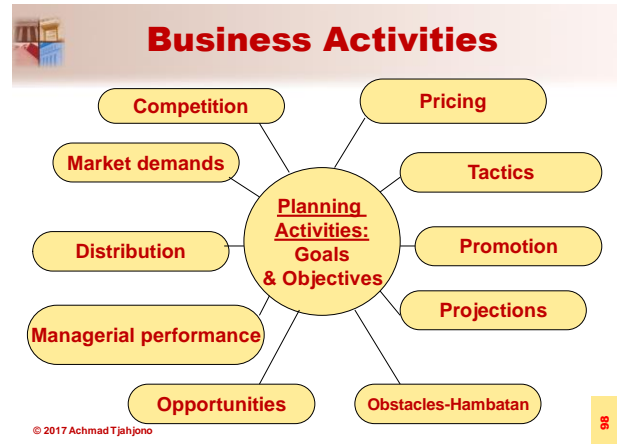 Business Activities
Competition
Pricing
Market demands
Tactics
Planning
Activities:
Goals
& Objectives
Distribution
Promotion
Projections
Managerial performance
Opportunities
Obstacles-Hambatan
© 2017 Achmad Tjahjono
98